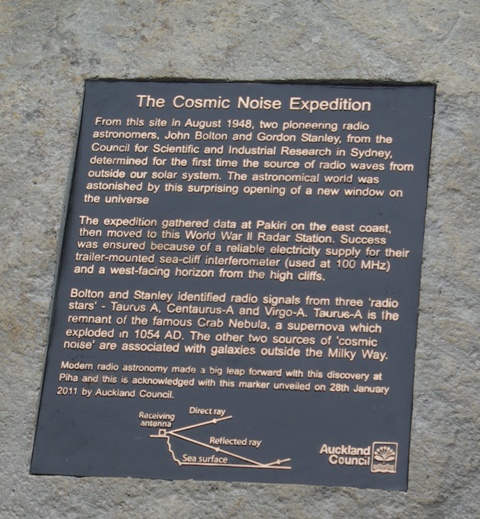 The Cosmic Noise Expedition
From this site in August 1948, two pioneering radio
astronomers, John Bolton and Gordon Stanley, from the
Council for Scientific and Industrial Research in Sydney,
determined for the first time the source of radio waves from
outside our solar system. The astronomical world was
astonished by this surprising opening of a new window on
the universe
The expedition gathered data at Pakiri on the east coast,
then moved to this World War II Radar Station. Success
was ensured because of a reliable electricity supply for their
trailer-mounted sea-cliff interferometer (used at 100 MHz)
and a west-facing horizon from the high cliffs.
Bolton and Stanley identified radio signals from three 'radio
stars' - Taurus A, Centaurus-A and Virgo-A. Taurus-A is the
remnant of the famous Crab Nebula, a supernova which
exploded in 1054 AD. The other two sources of 'cosmic
noise' are associated with galaxies outside the Milky Way.
Modern radio astronomy made a big leap forward with this discovery at
Piha and this is acknowledged with this marker unveiled on 28th January
2011 by Auckland Council.
Receiving
antenna
Direct ray
Reflected ray
Sea surface
Auckland
Council